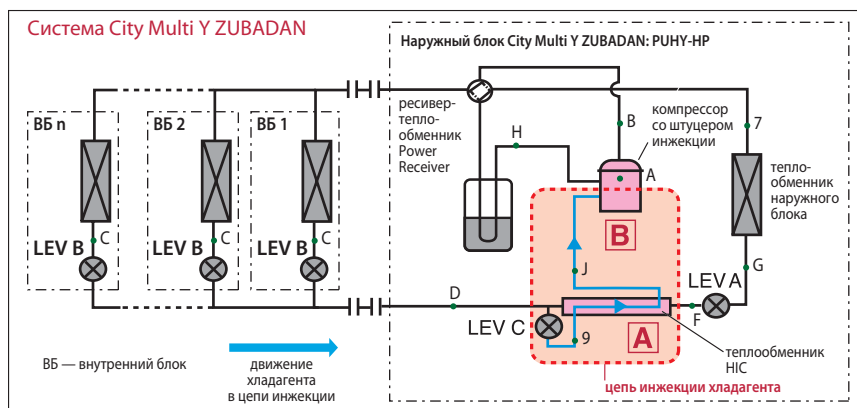 Система City Multi Y ZUBADAN
Наружный блок City Multi Y ZUBADAN: PUHY-HP
ВБ n
ВБ 2
ВБ 1
ресивер-
тепло-
обменник
Power
Receiver
H
B
компрессор
со штуцером
инжекции
A
7
тепло-
обменник
наружного
блока
LEV B
C
LEV B
C
LEV B
C
B
J
G
LEV A
D
F
LEV C
9
A
теплообменник
HIC
цепь инжекции хладагента
ВБ — внутренний блок
движение
хладагента
в цепи инжекции